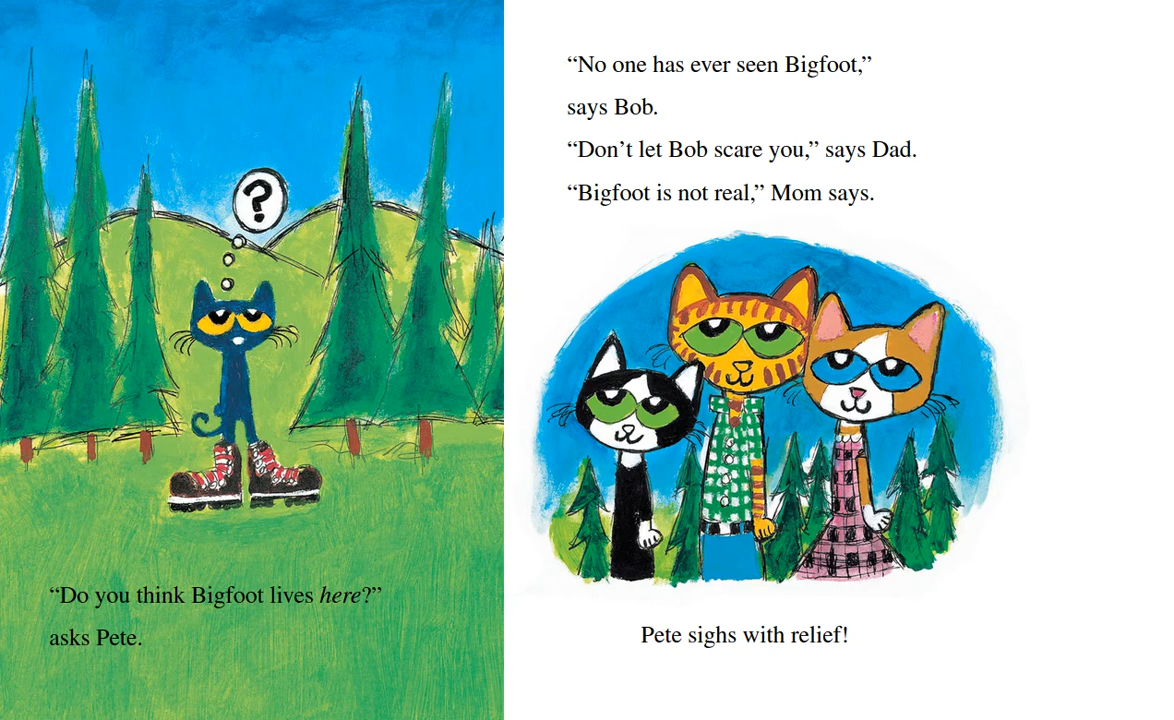 ?
“Do you think Bigfoot lives here?”
asks Pete.
“No one has ever seen Bigfoot,”
says Bob.
“Don’t let Bob scare you,” says Dad.
“Bigfoot is not real,” Mom says.
Pete sighs with relief!